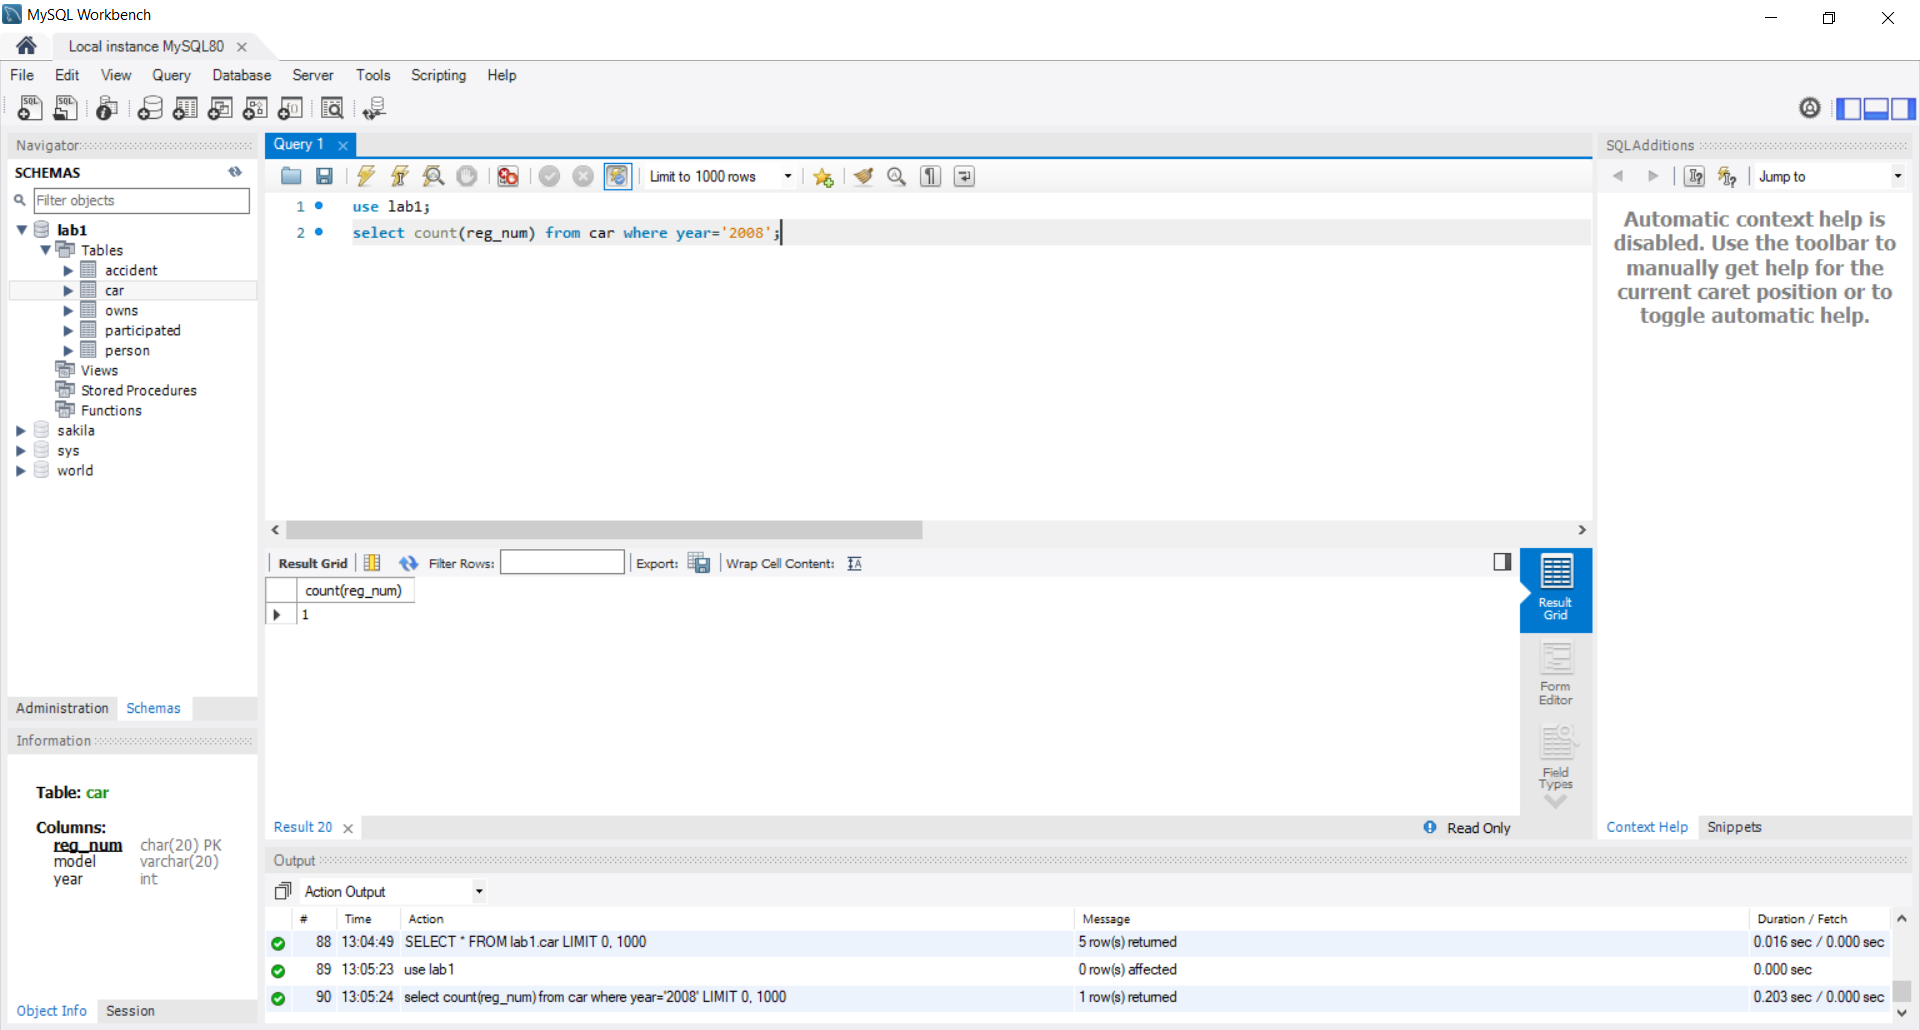 MySQL Workbench
Local instance MySQL80
File Edit View Query Database Server Tools Scripting Help
Navigator
SCHEMAS
Filter objects
lab1
Tables
accident
car
owns
participated
person
Views
Stored Procedures
Functions
sakila
sys
world
Administration Schemas
Information
Table: car
Columns:
reg_num char(20) PK
model varchar(20)
year int
Object Info Session
Query 1
Limit to 1000 rows
1 use lab1;
2 select count(reg_num) from car where year='2008';
Result Grid Filter Rows: Export: Wrap Cell Content:
count(reg_num)
1
Result
Grid
Form
Editor
Field
Types
Result 20
Read Only
SQLAdditions
Jump to
Automatic context help is
disabled. Use the toolbar to
manually get help for the
current caret position or to
toggle automatic help.
Context Help Snippets
Output
Action Output
# Time Action Message Duration / Fetch
88 13:04:49 SELECT * FROM lab1.car LIMIT 0, 1000 5 row(s) returned 0.016 sec / 0.000 sec
89 13:05:23 use lab1 0 row(s) affected 0.000 sec
90 13:05:24 select count(reg_num) from car where year='2008' LIMIT 0, 1000 1 row(s) returned 0.203 sec / 0.000 sec